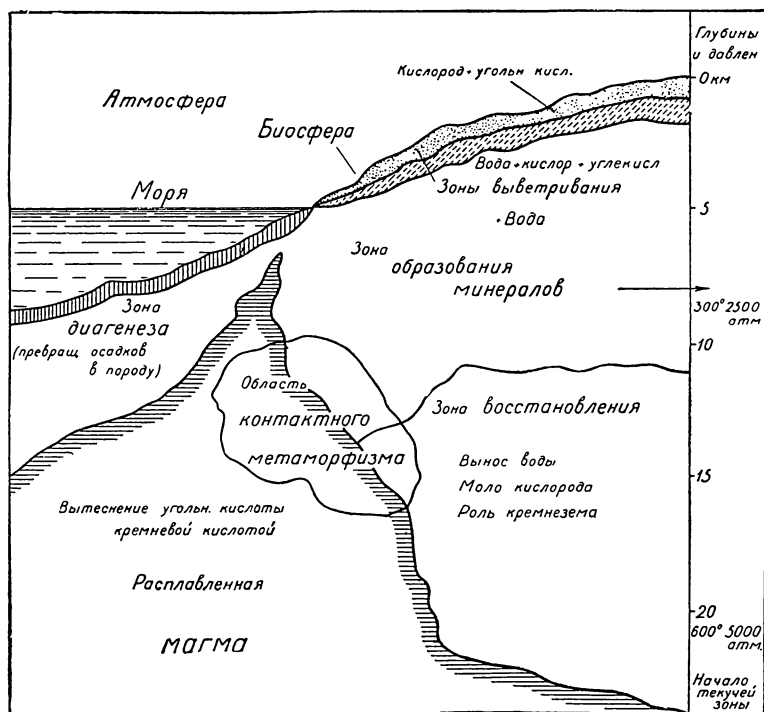 Глубины
и давлен
0 км
Кислород + угольн кисл.
Атмосфера
Биосфера
Вода + кислор + углекисл
Зоны выветривания
Моря
5
• Вода
Зона
образования
минералов
Зона
диагенеза
(превращ осадков
в породу)
300° 2500
атм
10
Область
контактного
метаморфизма
Зона восстановления
Вынос воды
Моло кислорода
Роль кремнезема
15
Вытеснение угольн. кислоты
кремневой кислотой
Расплавленная
магма
20
600° 5000
атм.
Начало
текучей
зоны